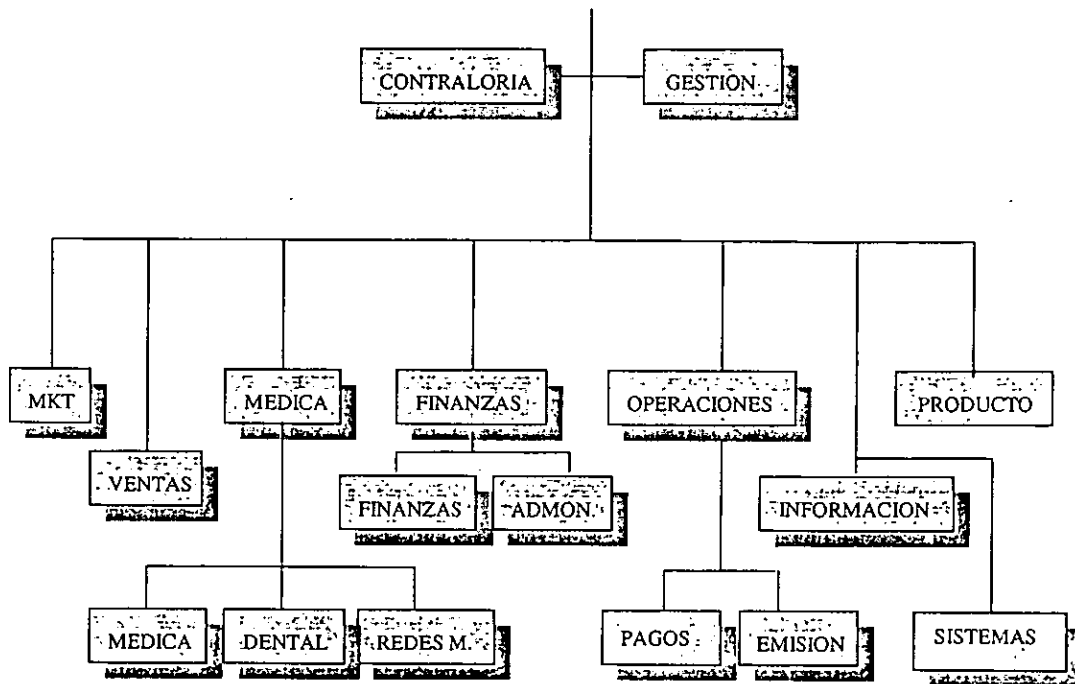 CONTRALORIA
GESTION
MKT
MEDICA
FINANZAS
OPERACIONES
PRODUCTO
VENTAS
FINANZAS
ADMON.
INFORMACION
MEDICA
DENTAL
REDES M.
PAGOS
EMISION
SISTEMAS